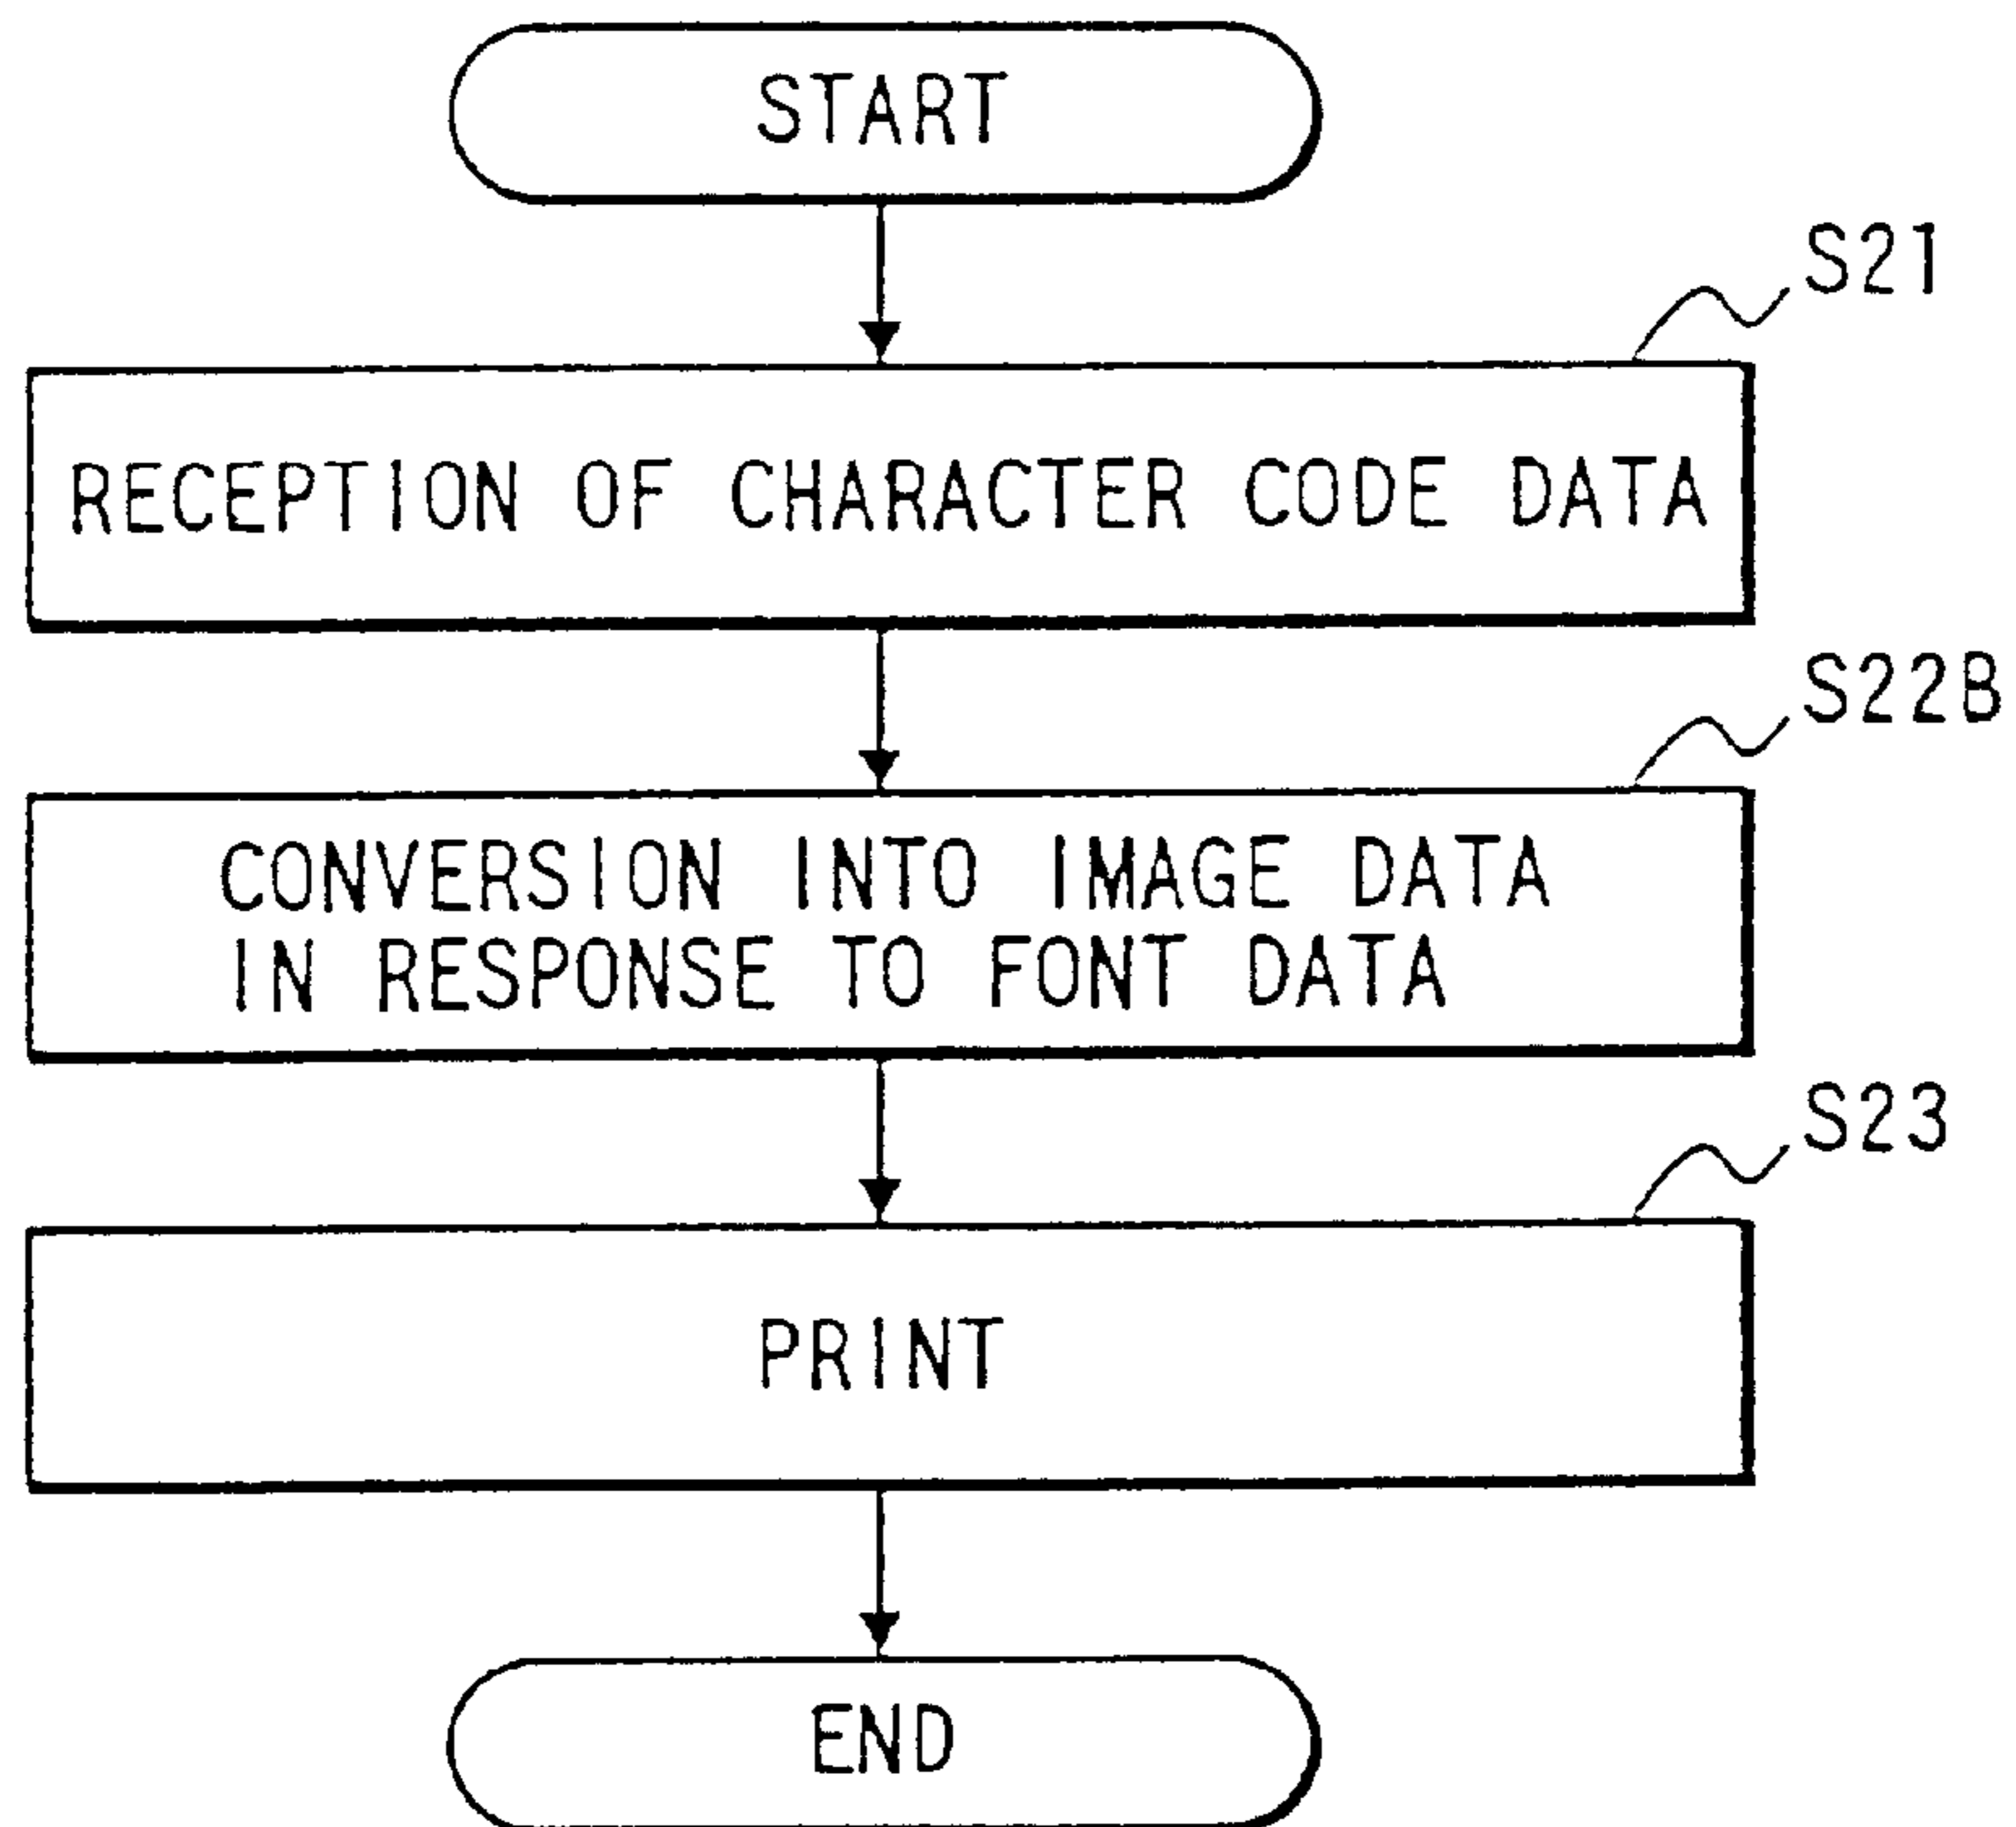 START
S21
RECEPTION OF CHARACTER CODE DATA
S22B
CONVERSION INTO IMAGE DATA
IN RESPONSE TO FONT DATA
S23
PRINT
END